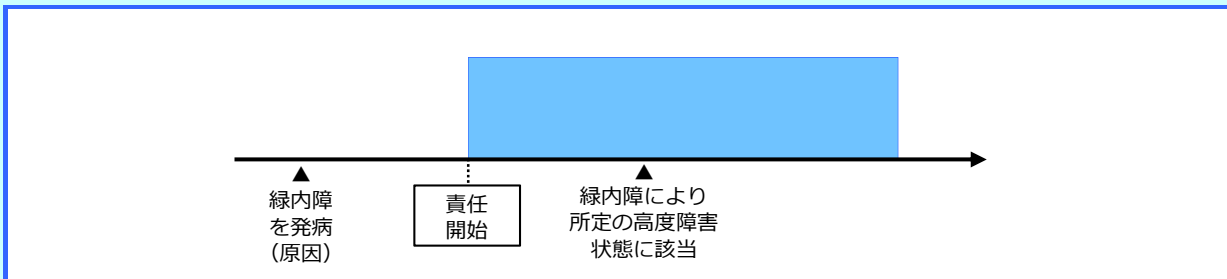 緑内障
を発病
(原因)
責任
開始
緑内障により
所定の高度障害
状態に該当